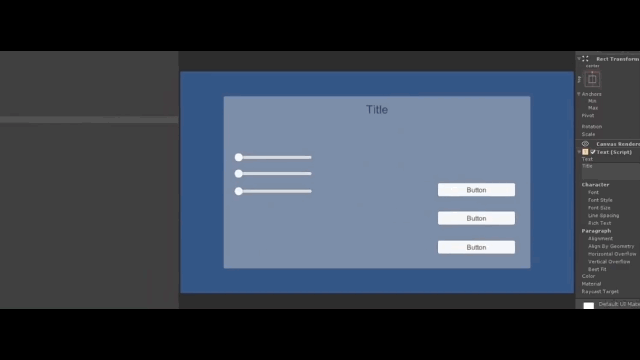 Rect Transform
center
Title
Anchors
Min
Max
Pivot
Rotation
Scale
Canvas Rendere
Text (Script)
Text
Title
Character
Font
Font Style
Font Size
Line Spacing
Rich Text
Paragraph
Alignment
Align By Geometry
Horizontal Overflow
Vertical Overflow
Best Fit
Color
Material
Raycast Target
Default UI Mate
Button
Button
Button